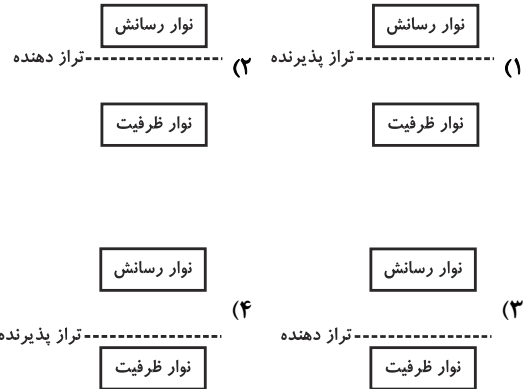 ۱)
نوار رسانش
تراز پذیرنده
نوار ظرفیت
۲)
نوار رسانش
تراز دهنده
نوار ظرفیت
۳)
نوار رسانش
تراز دهنده
نوار ظرفیت
۴)
نوار رسانش
تراز پذیرنده
نوار ظرفیت